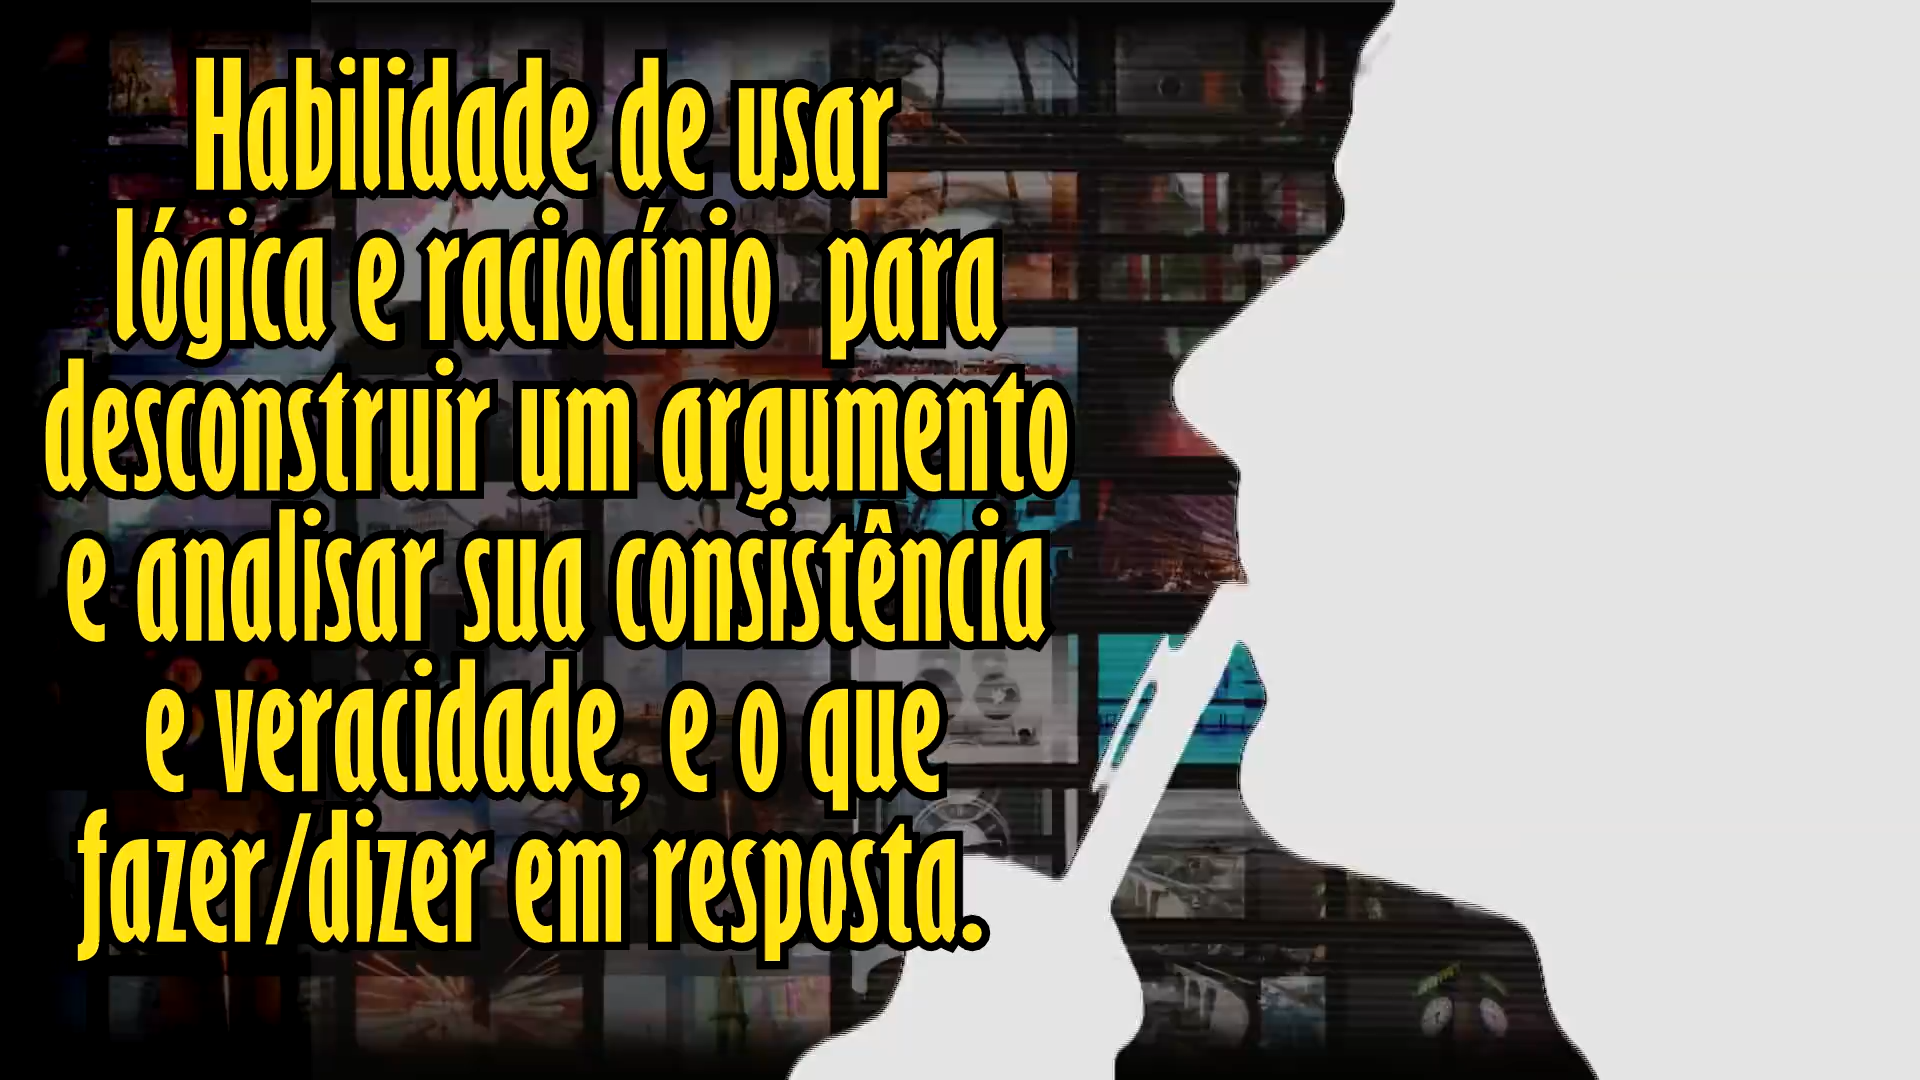 Habilidade de usar
lógica e raciocínio para
desconstruir um argumento
e analisar sua consistência
e veracidade, e o que
fazer/dizer em resposta.